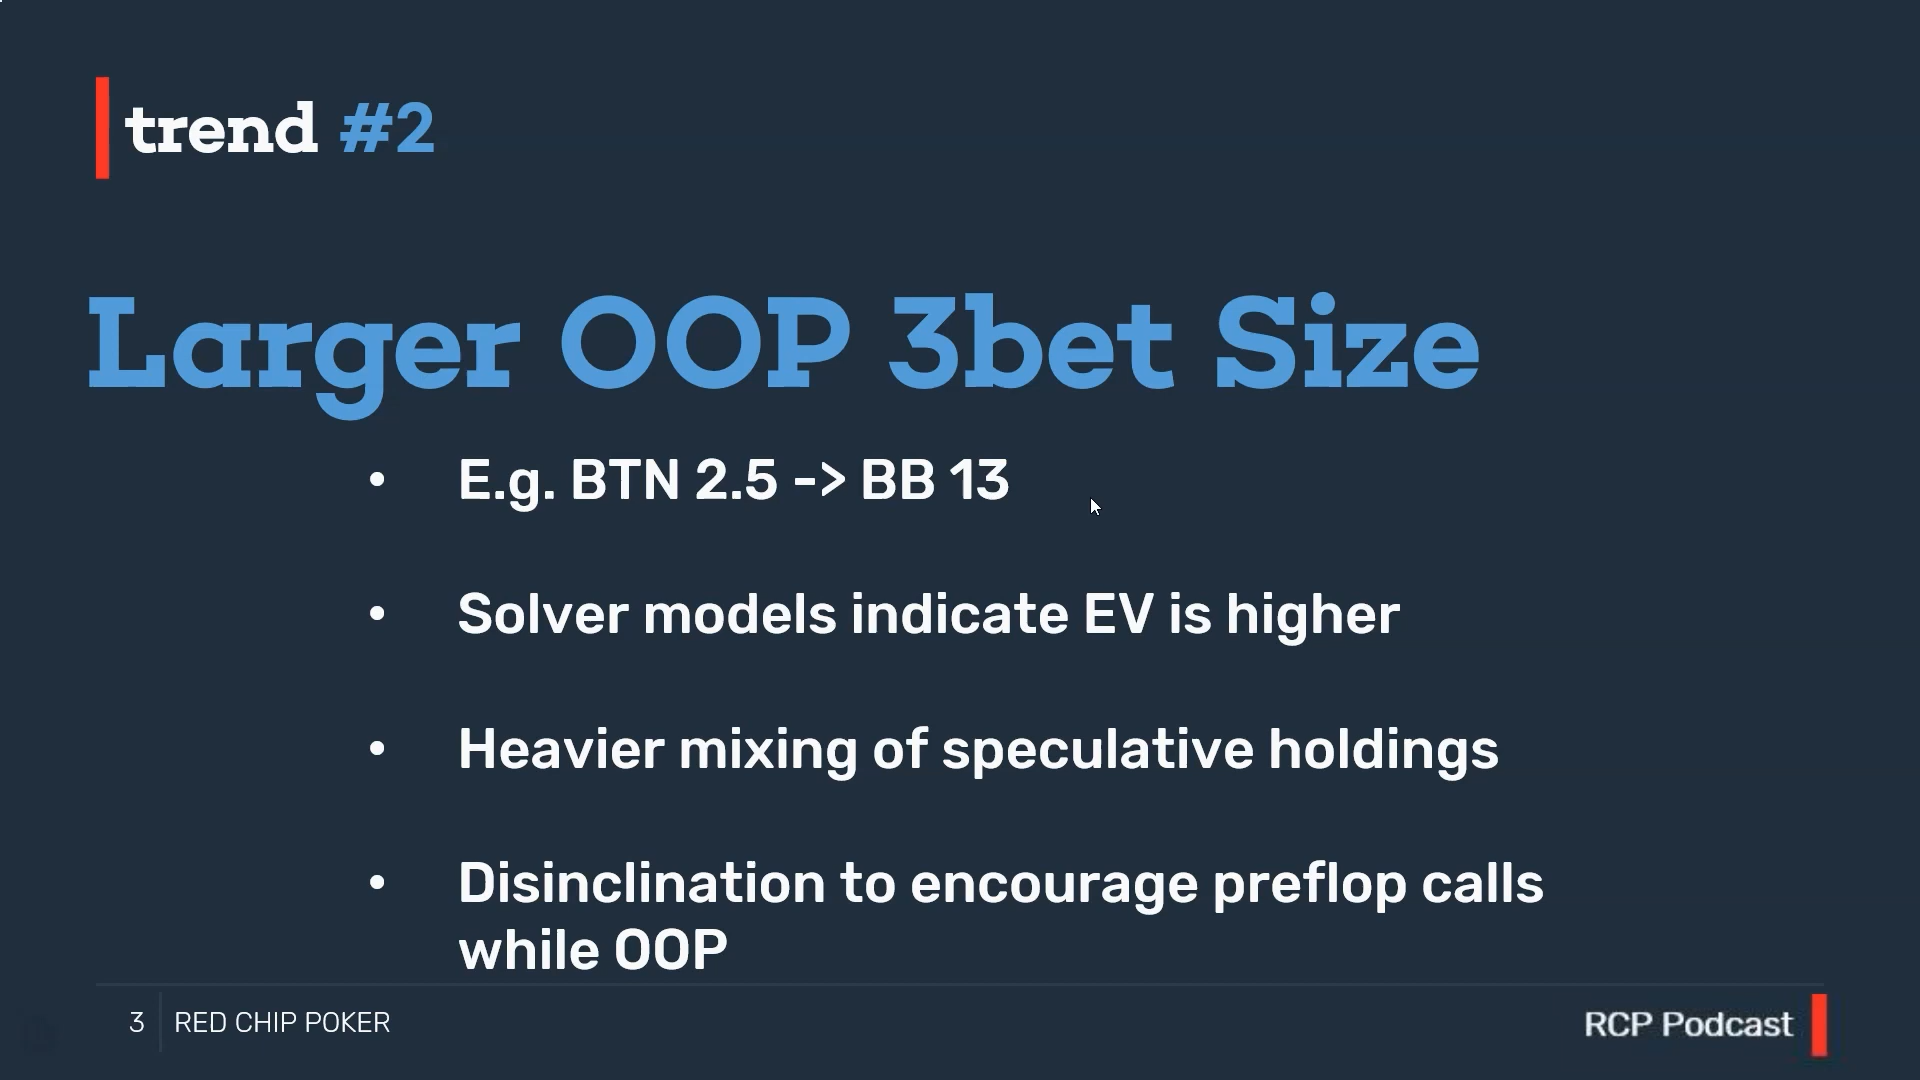 trend #2
Larger OOP 3bet Size
• E.g. BTN 2.5 -> BB 13
• Solver models indicate EV is higher
• Heavier mixing of speculative holdings
• Disinclination to encourage preflop calls
while OOP
3 RED CHIP POKER
RCP Podcast